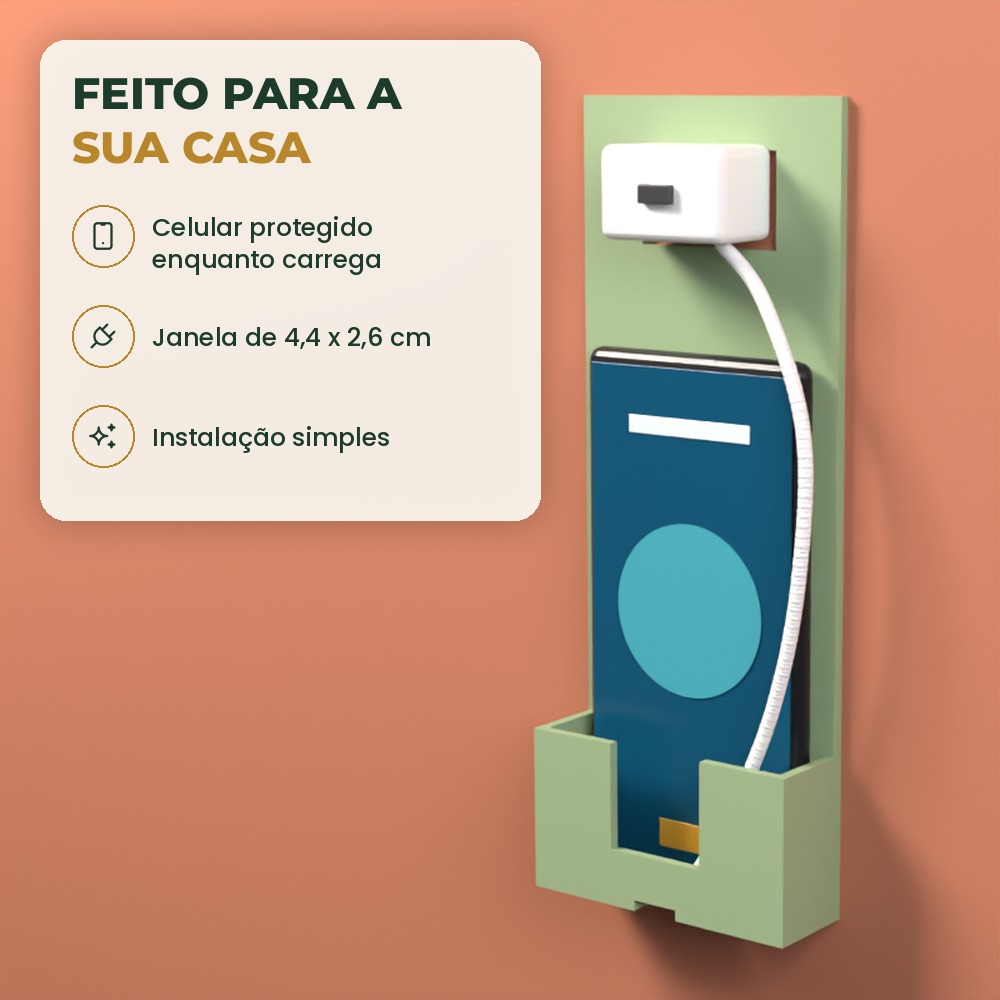 FEITO PARA A
SUA CASA
Celular protegido
enquanto carrega
Janela de 4,4 x 2,6 cm
Instalação simples